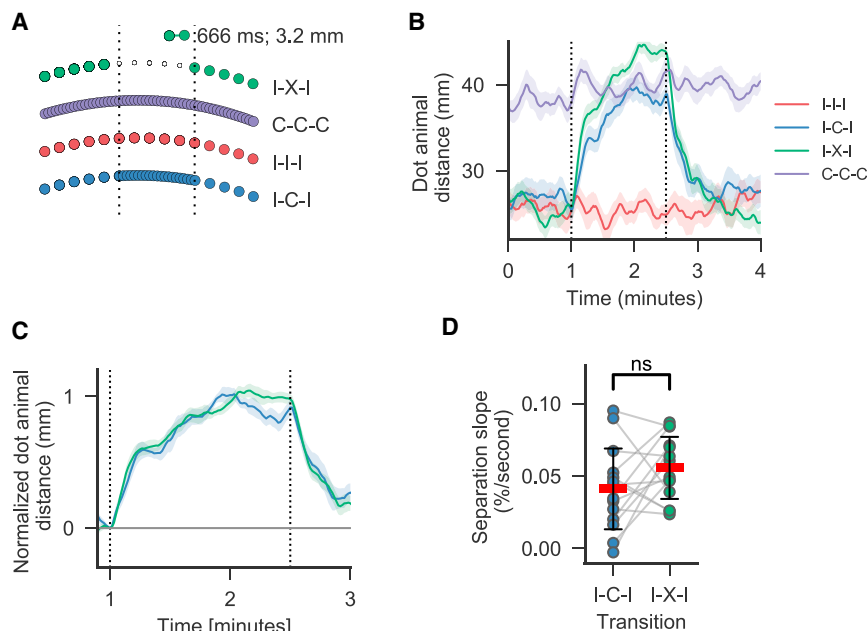 A
666 ms; 3.2 mm
I-X-I
C-C-C
I-I-I
I-C-I
B
Dot animal
distance (mm)
40
30
0
1
2
3
4
Time (minutes)
I-I-I
I-C-I
I-X-I
C-C-C
C
Normalized dot animal
distance (mm)
1
0
1
2
3
Time [minutes]
D
ns
Separation slope
(%/second)
0.10
0.05
0.00
I-C-I
I-X-I
Transition